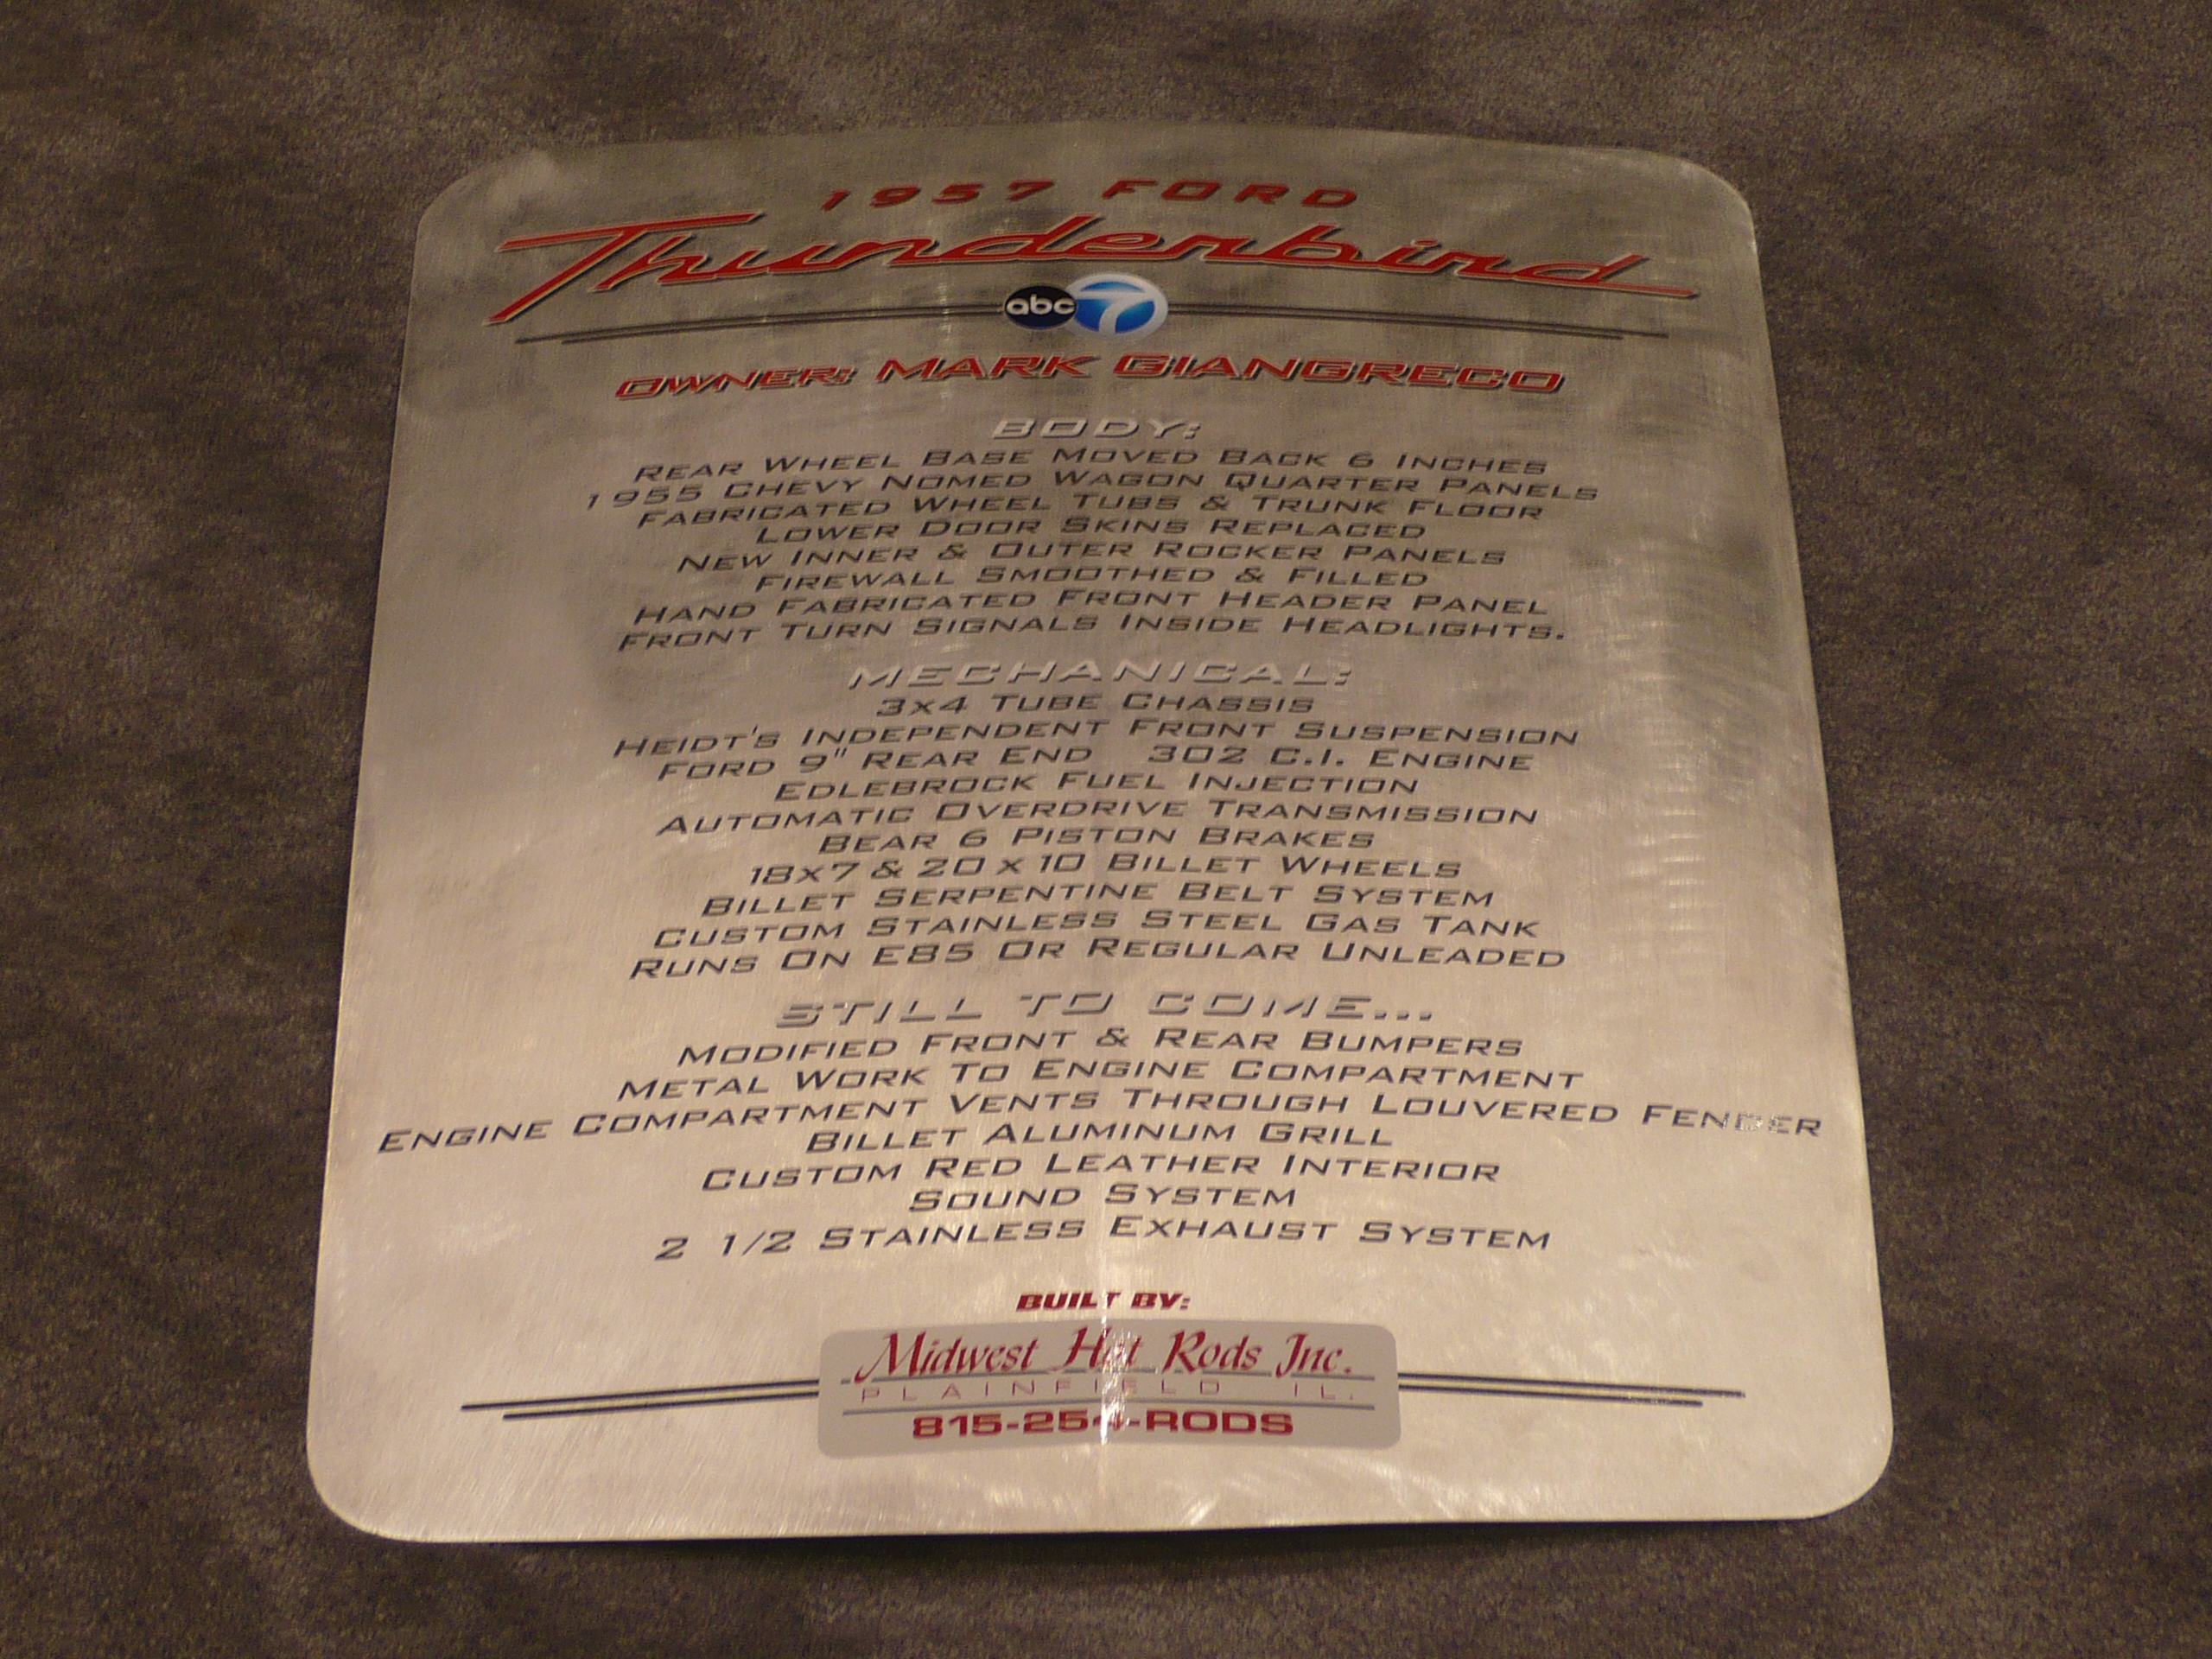 1957 FORD
Thunderbird
abc 7
OWNER: MARK GIANGRECO
BODY:
REAR WHEEL BASE MOVED BACK 6 INCHES
1955 CHEVY NOMED WAGON QUARTER PANELS
FABRICATED WHEEL TUBS & TRUNK FLOOR
LOWER DOOR SKINS REPLACED
NEW INNER & OUTER ROCKER PANELS
FIREWALL SMOOTHED & FILLED
HAND FABRICATED FRONT HEADER PANEL
FRONT TURN SIGNALS INSIDE HEADLIGHTS.
MECHANICAL:
3X4 TUBE CHASSIS
HEIDT'S INDEPENDENT FRONT SUSPENSION
FORD 9" REAR END 302 C.I. ENGINE
EDLEBROCK FUEL INJECTION
AUTOMATIC OVERDRIVE TRANSMISSION
BEAR 6 PISTON BRAKES
18X7 & 20 X 10 BILLET WHEELS
BILLET SERPENTINE BELT SYSTEM
CUSTOM STAINLESS STEEL GAS TANK
RUNS ON E85 OR REGULAR UNLEADED
STILL TO COME...
MODIFIED FRONT & REAR BUMPERS
METAL WORK TO ENGINE COMPARTMENT
ENGINE COMPARTMENT VENTS THROUGH LOUVERED FENDER
BILLET ALUMINUM GRILL
CUSTOM RED LEATHER INTERIOR
SOUND SYSTEM
2 1/2 STAINLESS EXHAUST SYSTEM
BUILT BY:
Midwest Hot Rods Inc.
PLAINFIELD IL.
815-254-RODS